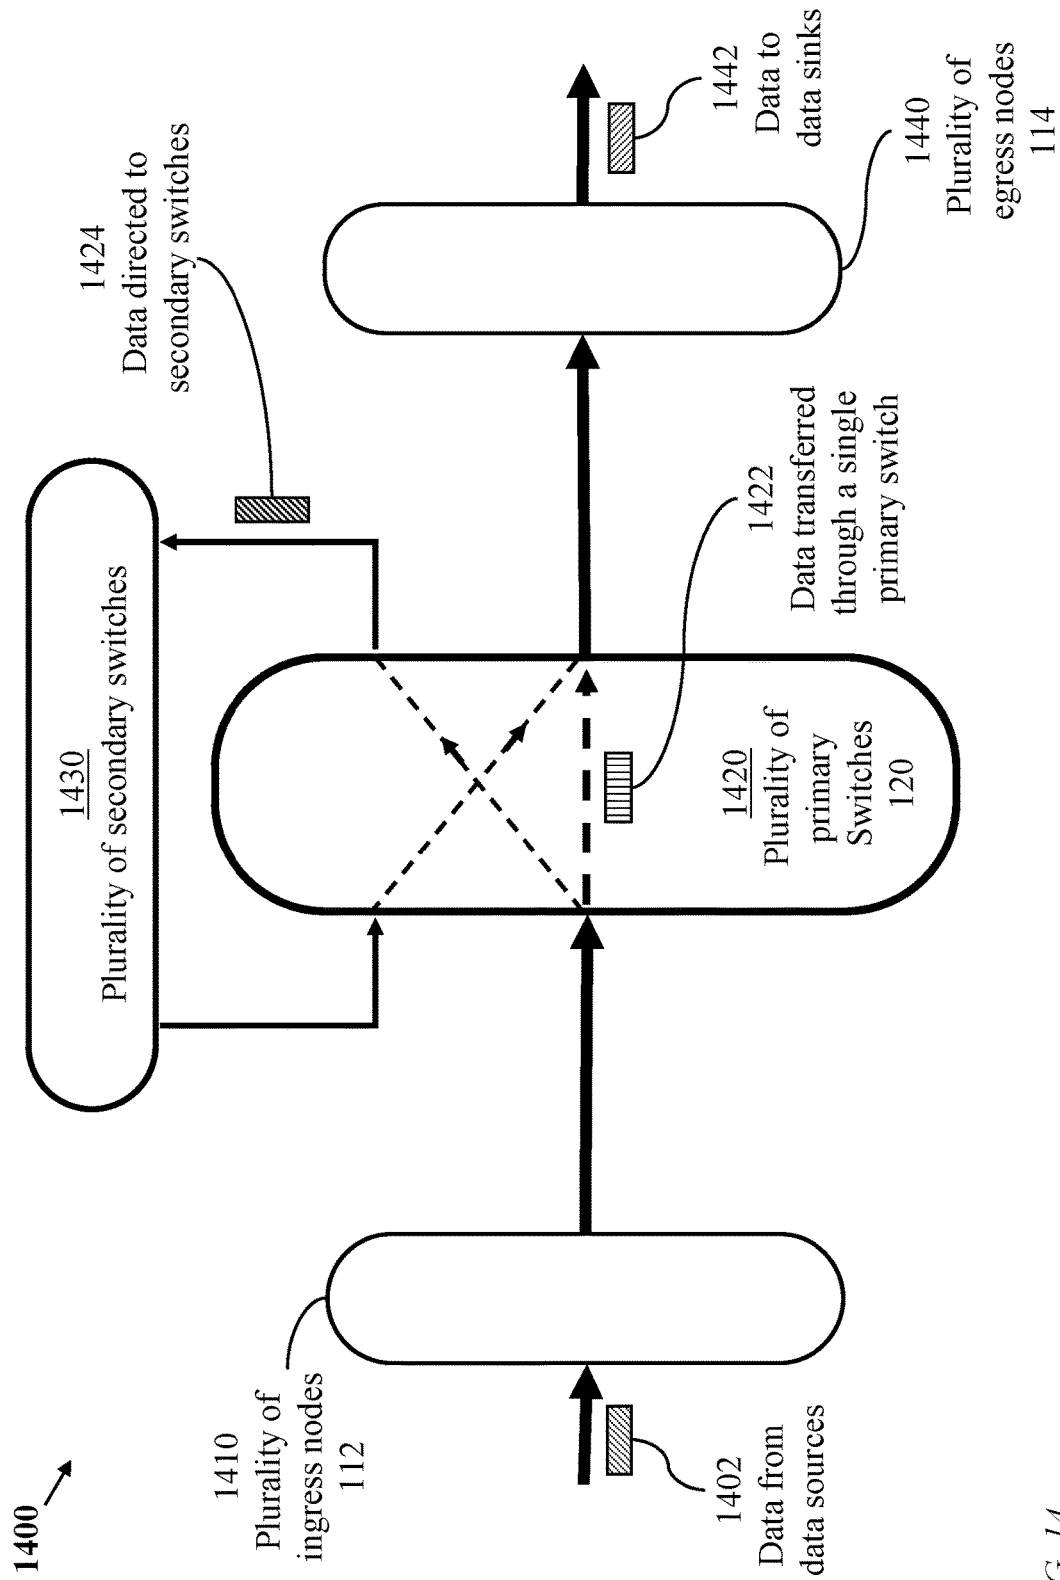 1400
1424
Data directed to
secondary switches
1430
Plurality of secondary switches
1410
Plurality of
ingress nodes
112
1420
Plurality of
primary
Switches
120
1422
Data transferred
through a single
primary switch
1402
Data from
data sources
1442
Data to
data sinks
1440
Plurality of
egress nodes
114
G. 14